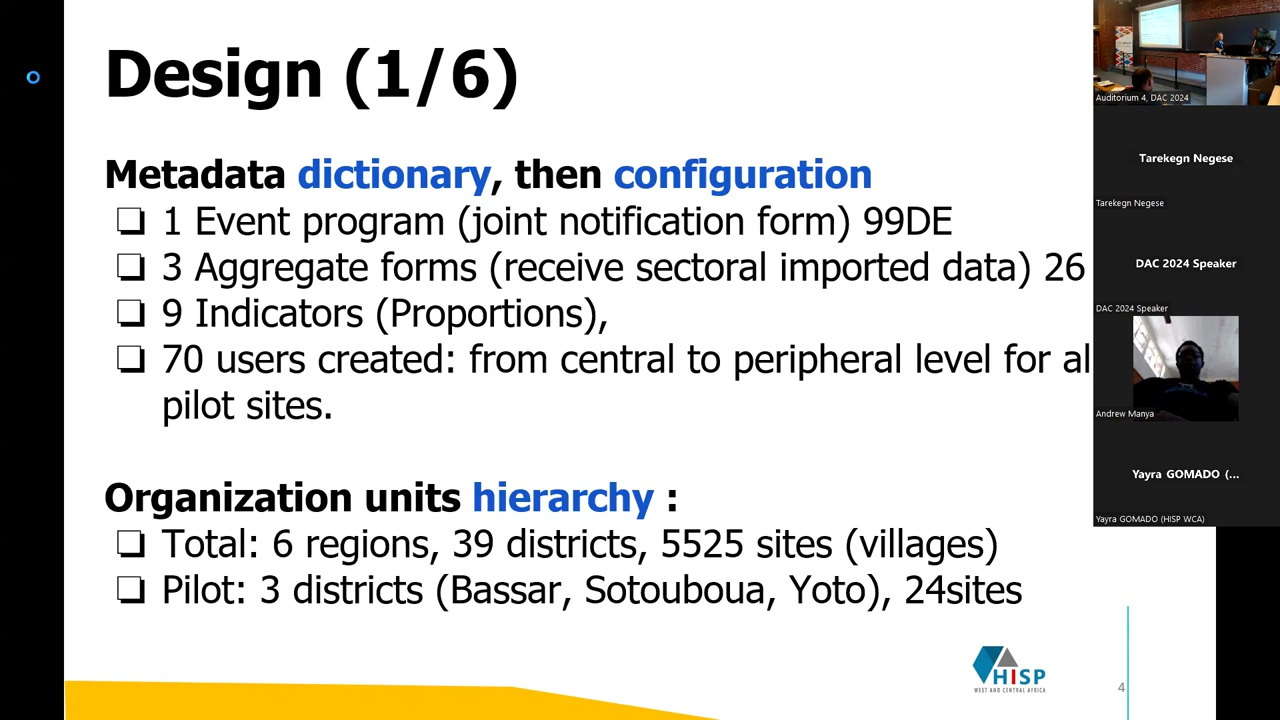 Design (1/6)
Metadata dictionary, then configuration
❏ 1 Event program (joint notification form) 99DE
❏ 3 Aggregate forms (receive sectoral imported data) 26
❏ 9 Indicators (Proportions),
❏ 70 users created: from central to peripheral level for al
pilot sites.
Organization units hierarchy :
❏ Total: 6 regions, 39 districts, 5525 sites (villages)
❏ Pilot: 3 districts (Bassar, Sotouboua, Yoto), 24sites
HISP
WEST AND CENTRAL AFRICA
4
Auditorium 4, DAC 2024
Tarekegn Negese
Tarekegn Negese
DAC 2024 Speaker
DAC 2024 Speaker
Andrew Manya
Yayra GOMADO (...
Yayra GOMADO (HISP WCA)